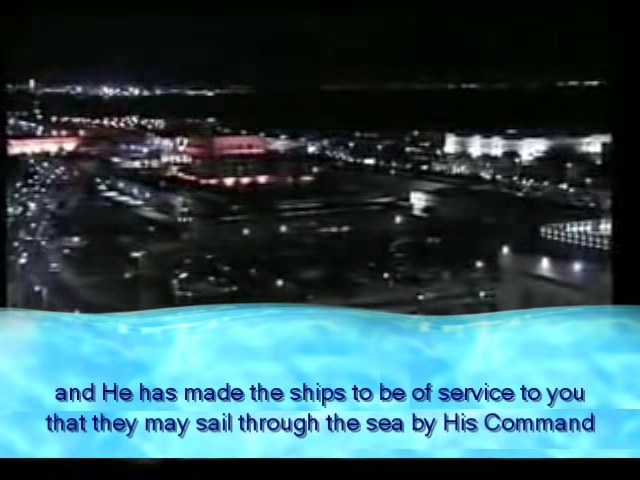 and He has made the ships to be of service to you
that they may sail through the sea by His Command